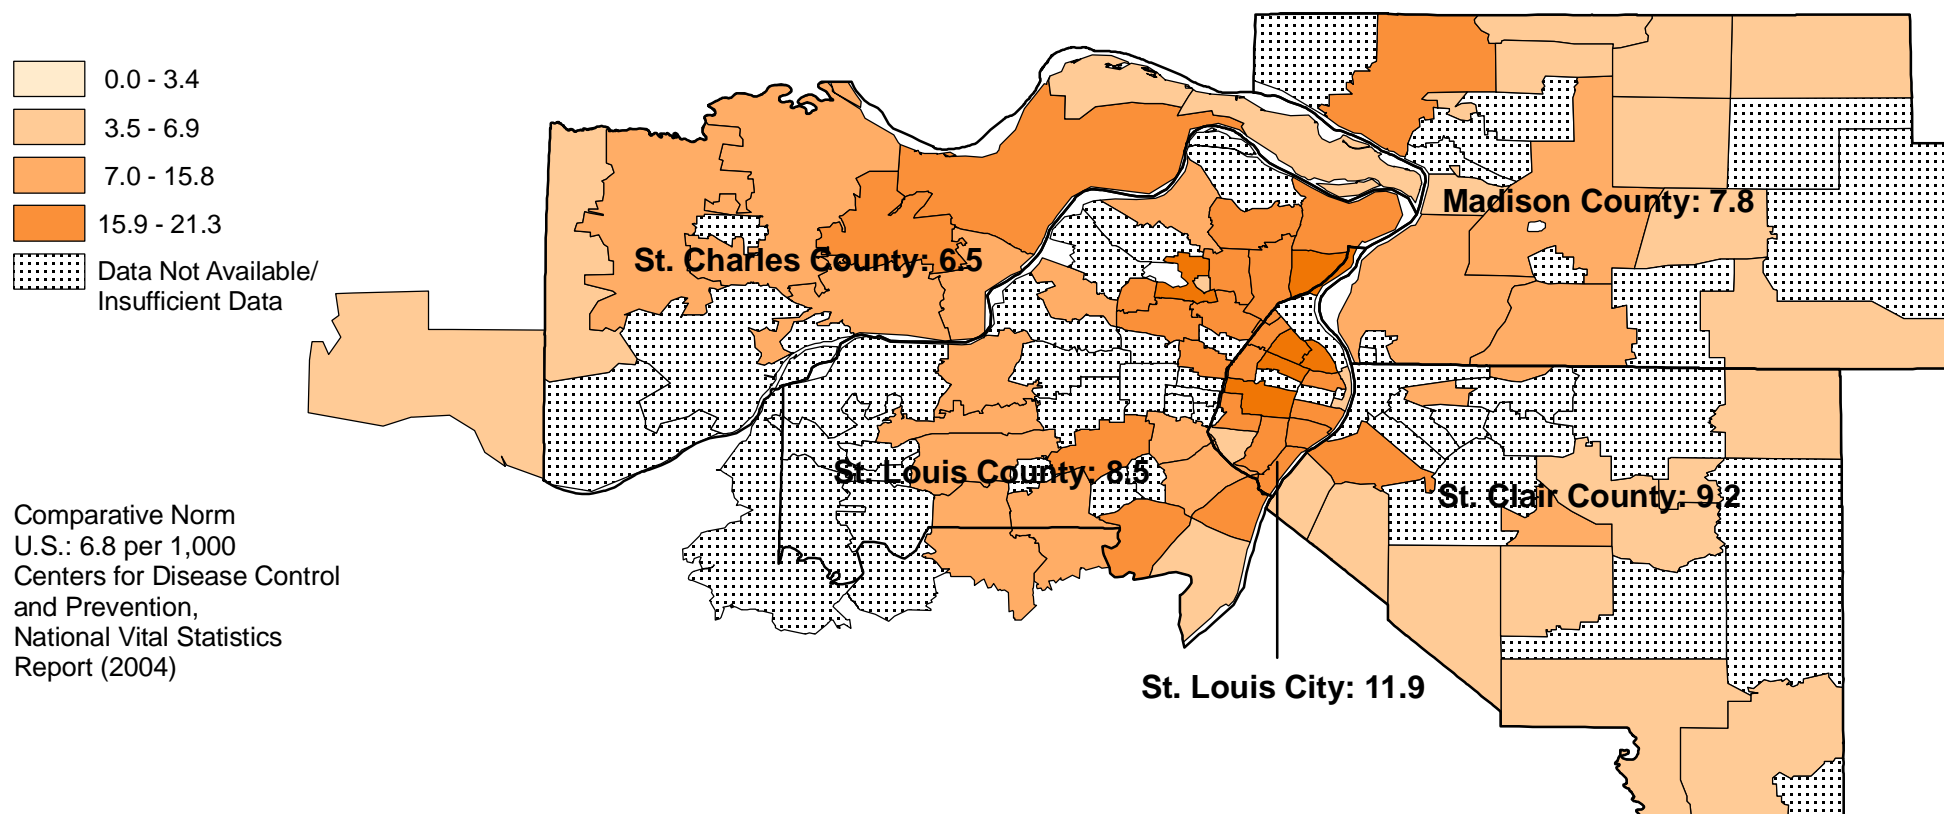 0.0 - 3.4
3.5 - 6.9
7.0 - 15.8
15.9 - 21.3
Data Not Available/
Insufficient Data
Madison County: 7.8
St. Charles County: 6.5
St. Louis County: 8.5
St. Clair County: 9.2
St. Louis City: 11.9
Comparative Norm
U.S.: 6.8 per 1,000
Centers for Disease Control
and Prevention,
National Vital Statistics
Report (2004)